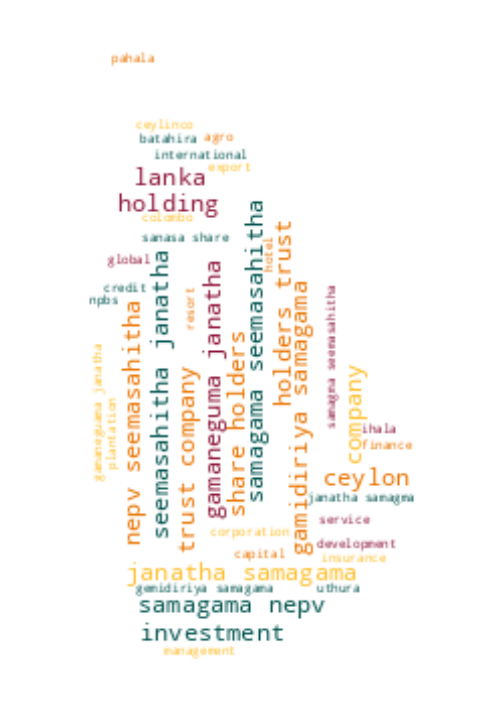 pahala
ceylinco
batahira
agro
international
export
lanka
holding
colombo
sanasa share
global
hotel
credit
npbs
resort
nepv seemasahitha
seemasahitha janatha
trust company
gamaneguma janatha
share holders
samagama seemasahitha
holders trust
gamidiriya samagama
samagma seemasahitha
company
gamaneguama janatha
plantation
ihala
finance
ceylon
janatha samagma
service
corporation
development
capital
insurance
janatha samagama
gemidiriya samagama
uthura
samagama nepv
investment
management